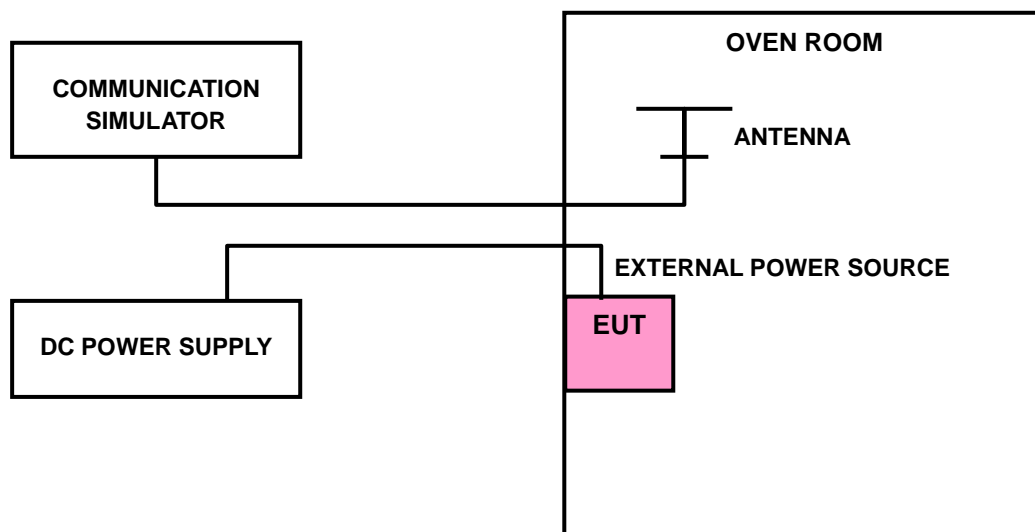 OVEN ROOM
COMMUNICATION
SIMULATOR
ANTENNA
EXTERNAL POWER SOURCE
EUT
DC POWER SUPPLY